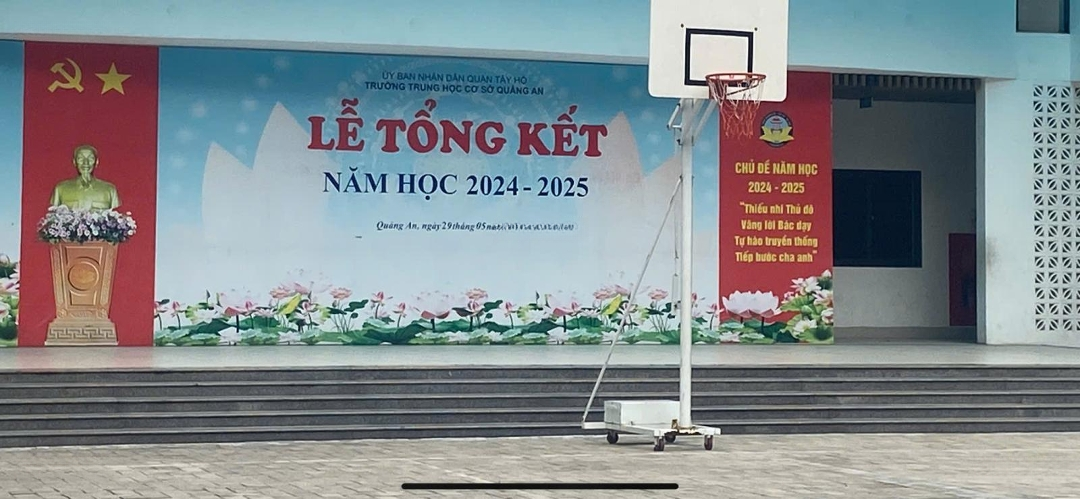 ỦY BAN NHÂN DÂN QUẬN TÂY HỒ
TRƯỜNG TRUNG HỌC CƠ SỞ QUẢNG AN
LỄ TỔNG KẾT
NĂM HỌC 2024 - 2025
Quảng An, ngày 29 tháng 05
CHỦ ĐỀ NĂM HỌC
2024 - 2025
"Thiếu nhi Thủ đô
Vâng lời Bác dạy
Tự hào truyền thống
Tiếp bước cha anh"